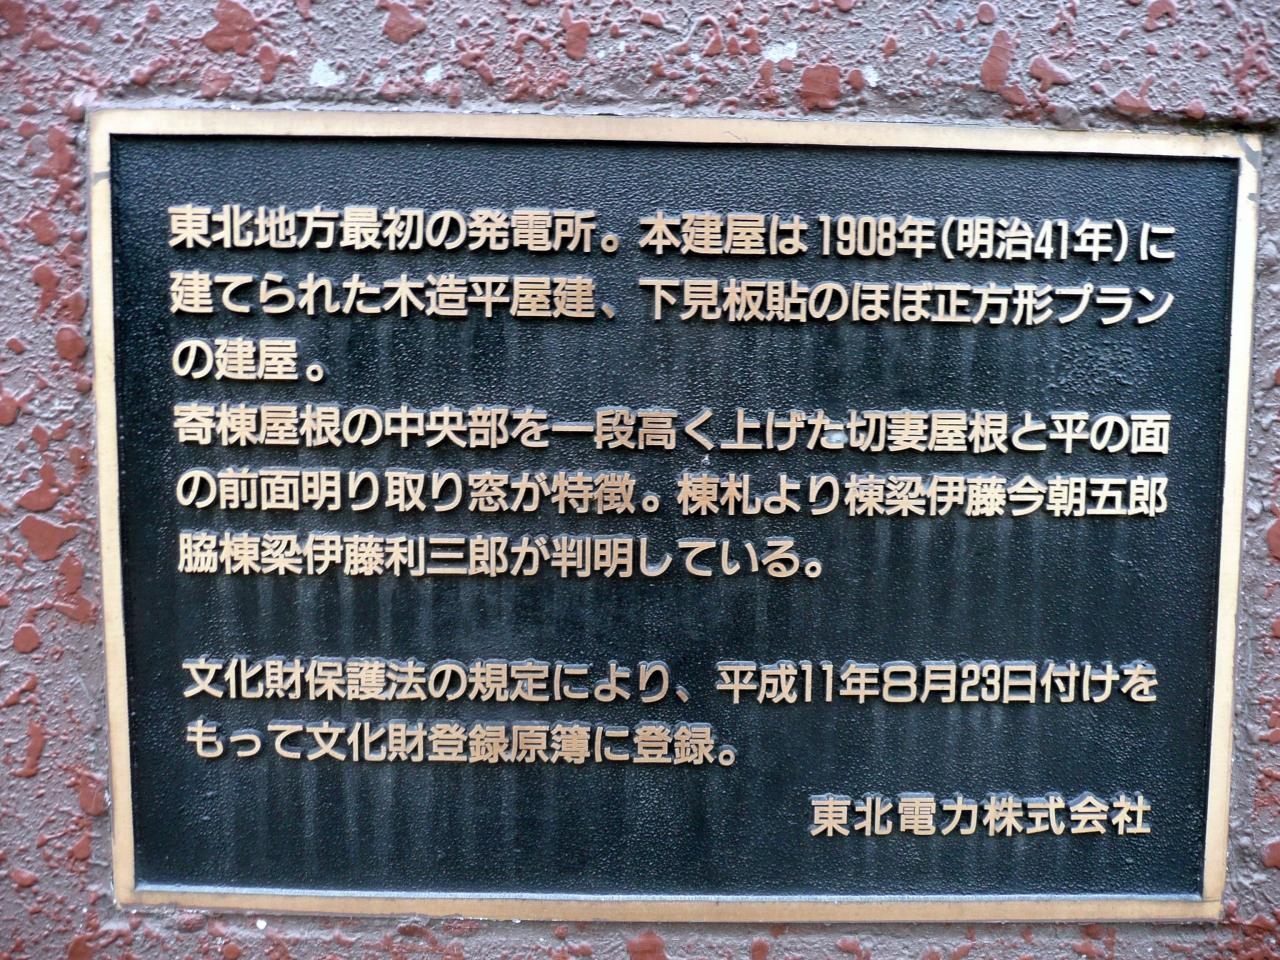 東北地方最初の発電所。本建屋は1908年(明治41年)に
建てられた木造平屋建、下見板貼のほぼ正方形プラン
の建屋。
寄棟屋根の中央部を一段高く上げた切妻屋根と平の面
の前面明り取り窓が特徴。棟札より棟梁伊藤今朝五郎
脇棟梁伊藤利三郎が判明している。
文化財保護法の規定により、平成11年8月23日付けを
もって文化財登録原簿に登録。
東北電力株式会社